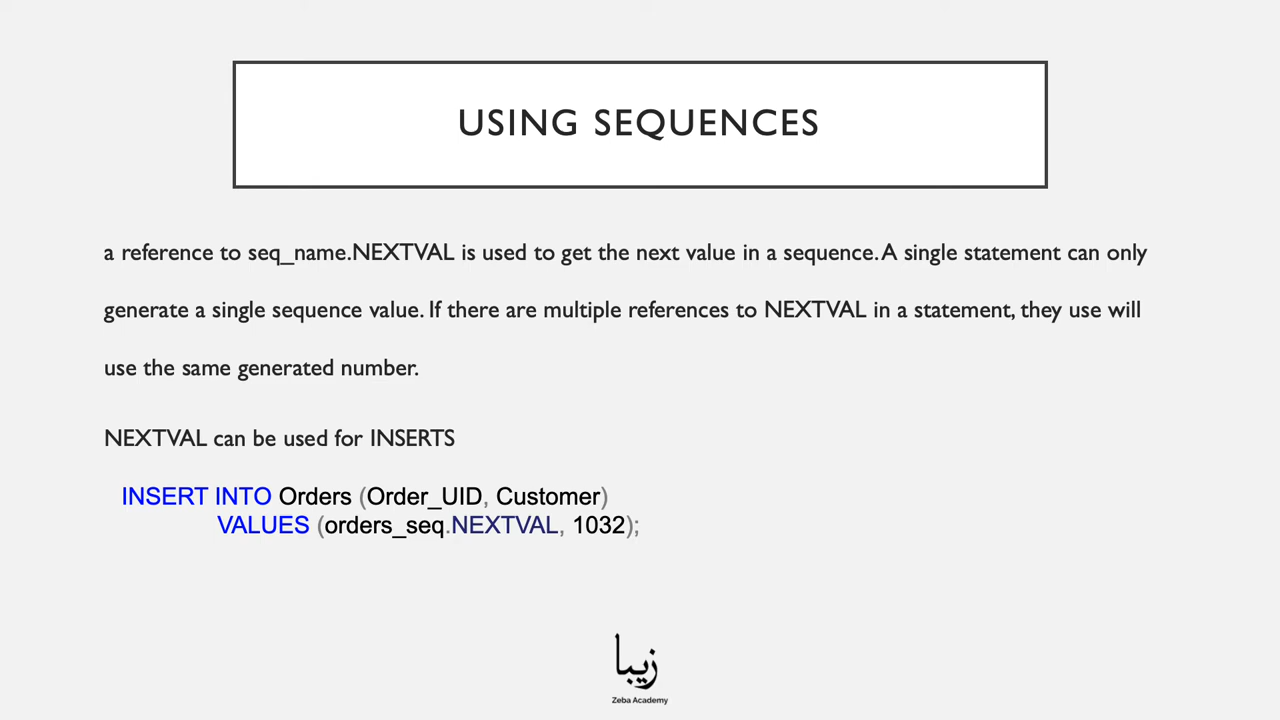 USING SEQUENCES
a reference to seq_name.NEXTVAL is used to get the next value in a sequence. A single statement can only
generate a single sequence value. If there are multiple references to NEXTVAL in a statement, they use will
use the same generated number.
NEXTVAL can be used for INSERTS
INSERT INTO Orders (Order_UID, Customer)
VALUES (orders_seq.NEXTVAL, 1032);
زیبا
Zeba Academy